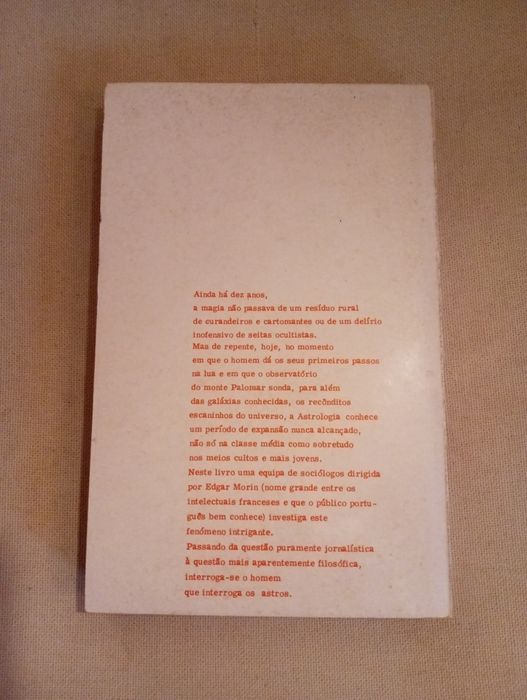 Ainda há dez anos,
a magia não passava de um resíduo rural
de curandeiros e cartomantes ou de um delírio
inofensivo de seitas ocultistas.
Mas de repente, hoje, no momento
em que o homem dá os seus primeiros passos
na lua e em que o observatório
do monte Palomar sonda, para além
das galáxias conhecidas, os recônditos
escaninhos do universo, a Astrologia conhece
um período de expansão nunca alcançado,
não só na classe média como sobretudo
nos meios cultos e mais jovens.
Neste livro uma equipa de sociólogos dirigida
por Edgar Morin (nome grande entre os
intelectuais franceses e que o público portu-
guês bem conhece) investiga este
fenómeno intrigante.
Passando da questão puramente jornalística
à questão mais aparentemente filosófica,
interroga-se o homem
que interroga os astros.